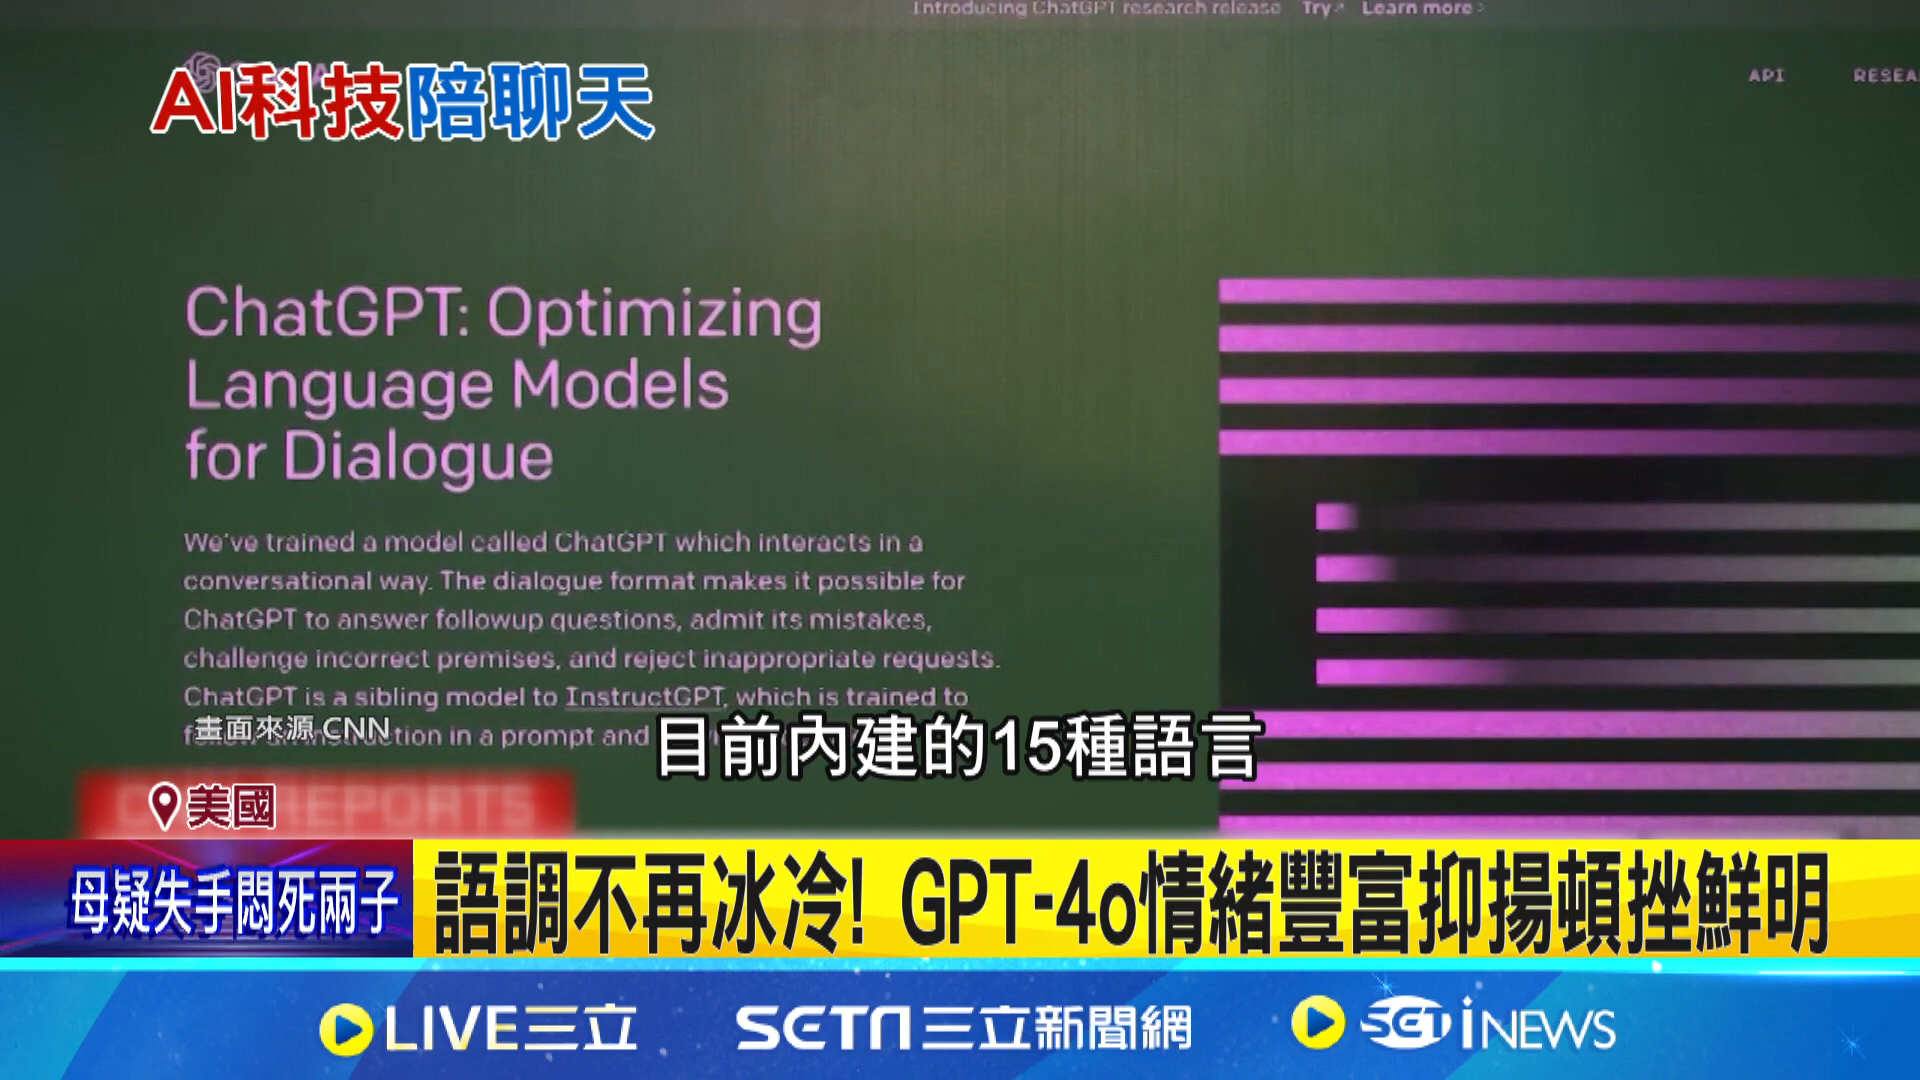 Introducing ChatGPT research release Try↗ Learn more >
AI科技陪聊天
API
ChatGPT: Optimizing
Language Models
for Dialogue
We've trained a model called ChatGPT which interacts in a
conversational way. The dialogue format makes it possible for
ChatGPT to answer followup questions, admit its mistakes,
challenge incorrect premises, and reject inappropriate requests.
ChatGPT is a sibling model to InstructGPT, which is trained to
in a prompt and
畫面來源 CNN
目前內建的15種語言
REPORTS
美國
母疑失手悶死兩子
語調不再冰冷! GPT-4o情緒豐富抑揚頓挫鮮明
LIVE三立
SETN三立新聞網
SETiNEWS